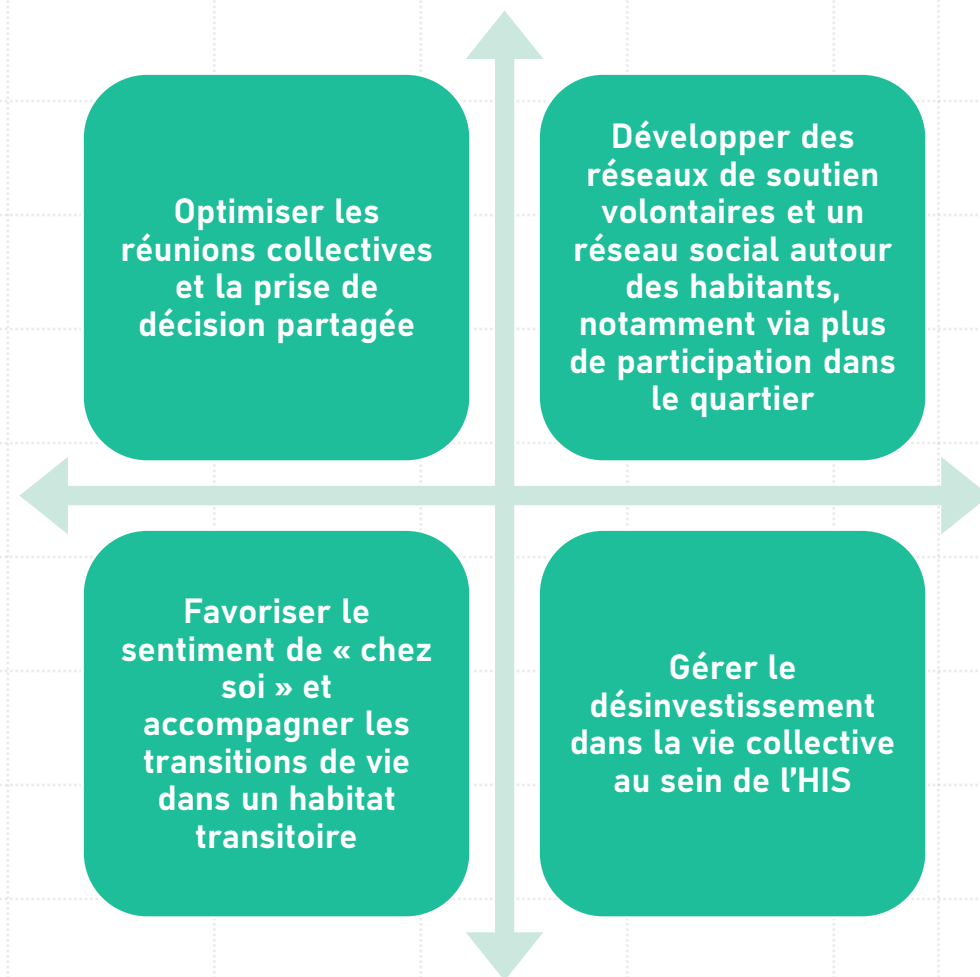 Optimiser les
réunions collectives
et la prise de
décision partagée
Développer des
réseaux de soutien
volontaires et un
réseau social autour
des habitants,
notamment via plus
de participation dans
le quartier
Favoriser le
sentiment de « chez
soi » et
accompagner les
transitions de vie
dans un habitat
transitoire
Gérer le
désinvestissement
dans la vie collective
au sein de l’HIS